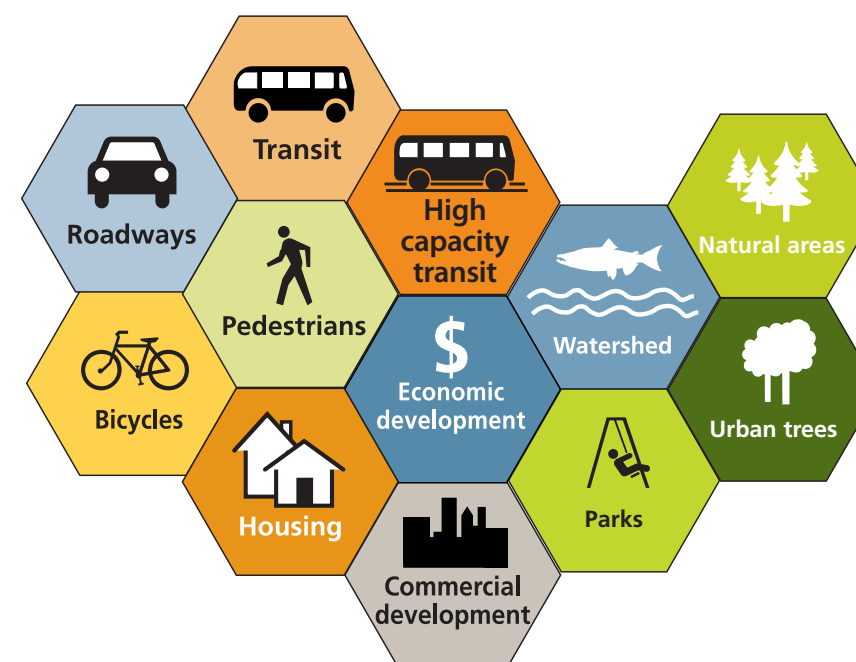 Transit
Roadways
High
capacity
transit
Natural areas
Pedestrians
Watershed
$
Economic
development
Bicycles
Urban trees
Housing
Parks
Commercial
development